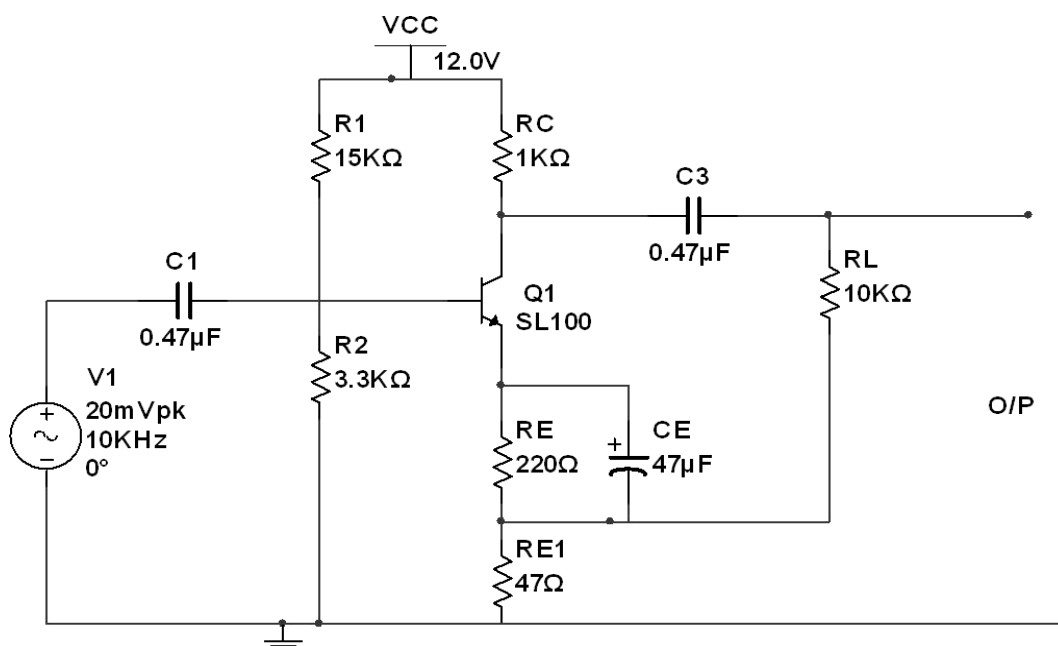 VCC
12.0V
R1
15KΩ
RC
1KΩ
C3
0.47µF
C1
0.47µF
RL
10KΩ
Q1
SL100
R2
3.3KΩ
V1
20mVpk
10KHz
0°
RE
220Ω
CE
47µF
O/P
RE1
47Ω